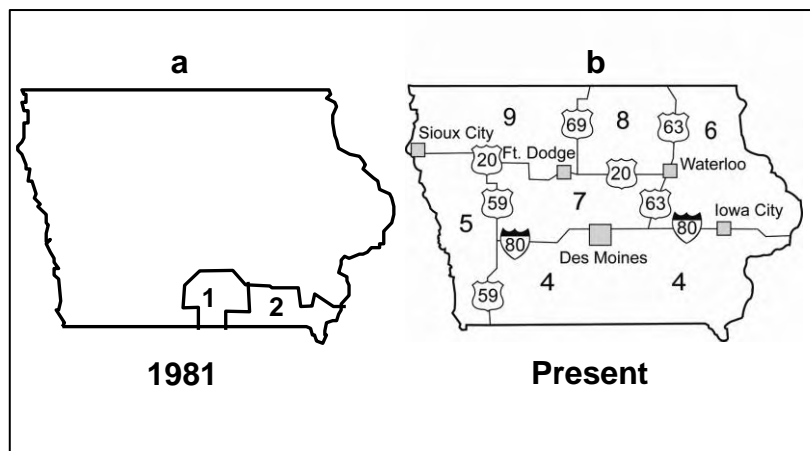 a
1
2
1981
b
9
8
6
69
63
Sioux City
20
Ft. Dodge
20
Waterloo
59
7
63
5
Iowa City
80
80
Des Moines
59
4
4
Present